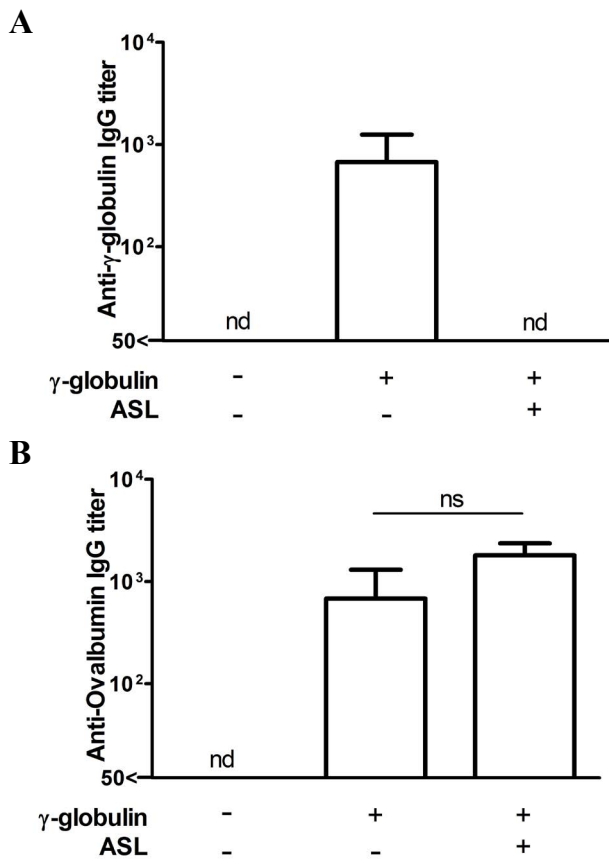 A
Anti-γ-globulin IgG titer
10⁴
10³
10²
50<
nd
nd
γ-globulin - + +
ASL - - +
B
Anti-Ovalbumin IgG titer
10⁴
ns
10³
10²
nd
50<
γ-globulin - + +
ASL - - +